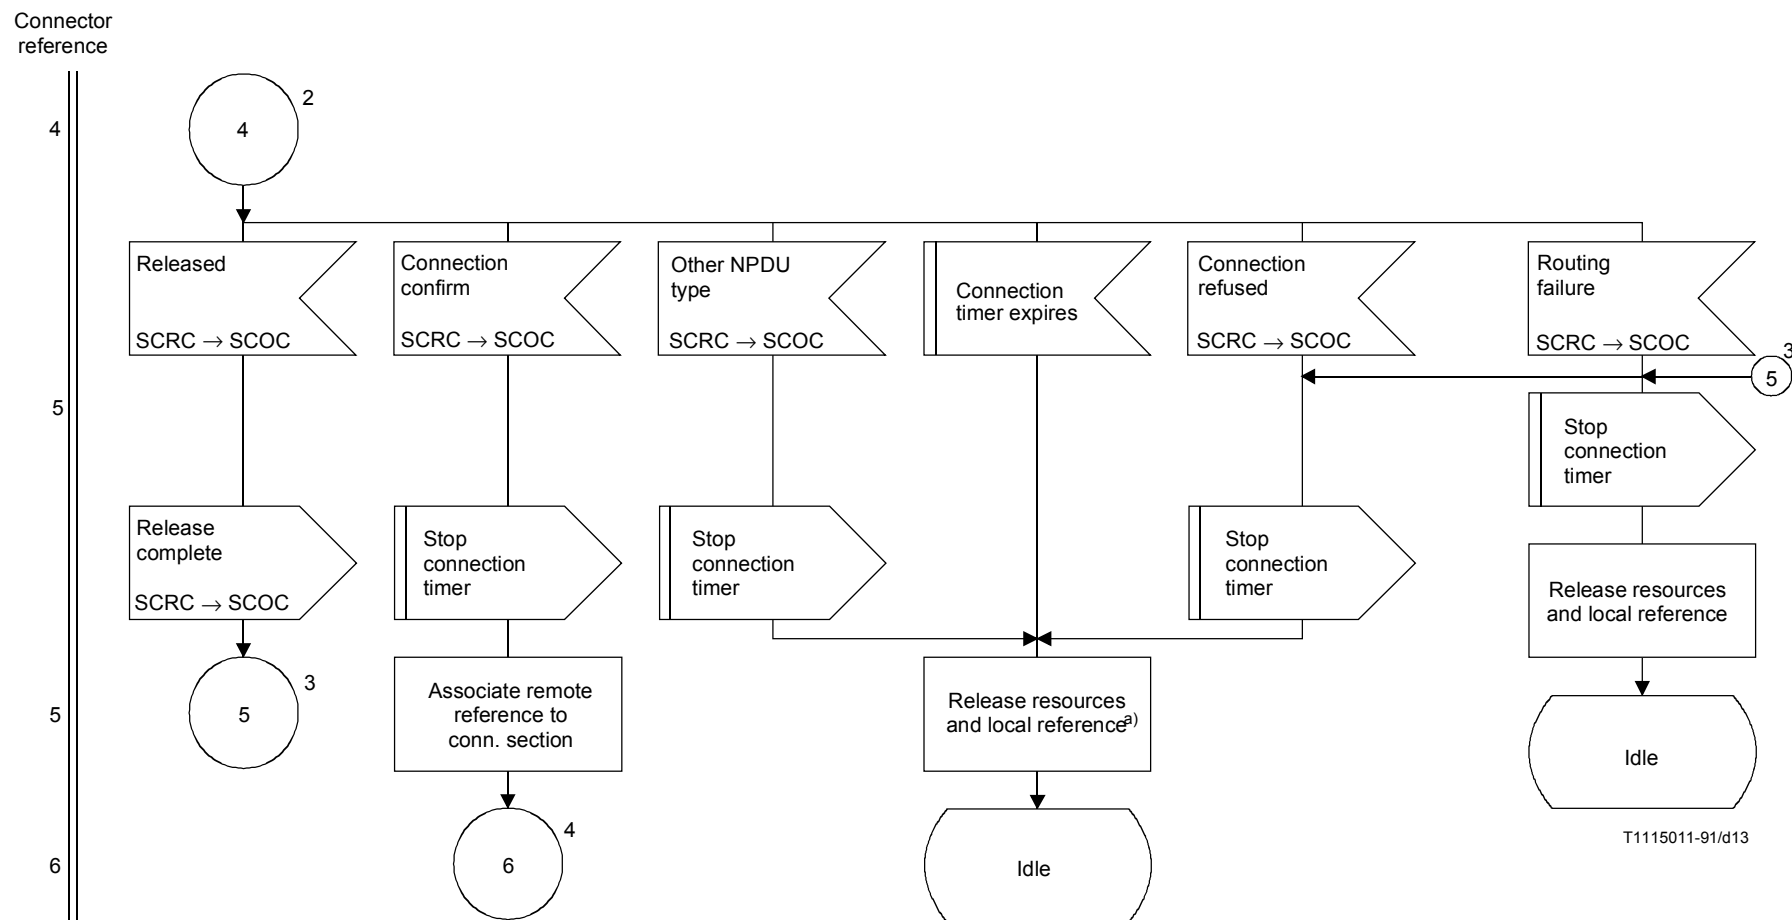 Connector
reference
2
4
4
Released
SCRC → SCOC
Connection
confirm
SCRC → SCOC
Other NPDU
type
SCRC → SCOC
Connection
timer expires
Connection
refused
SCRC → SCOC
Routing
failure
SCRC → SCOC
3
5
5
Stop
connection
timer
Release
complete
SCRC → SCOC
Stop
connection
timer
Stop
connection
timer
Stop
connection
timer
Release resources
and local reference
3
5
5
Associate remote
reference to
conn. section
Release resources
and local reference a)
Idle
T1115011-91/d13
4
6
6
Idle